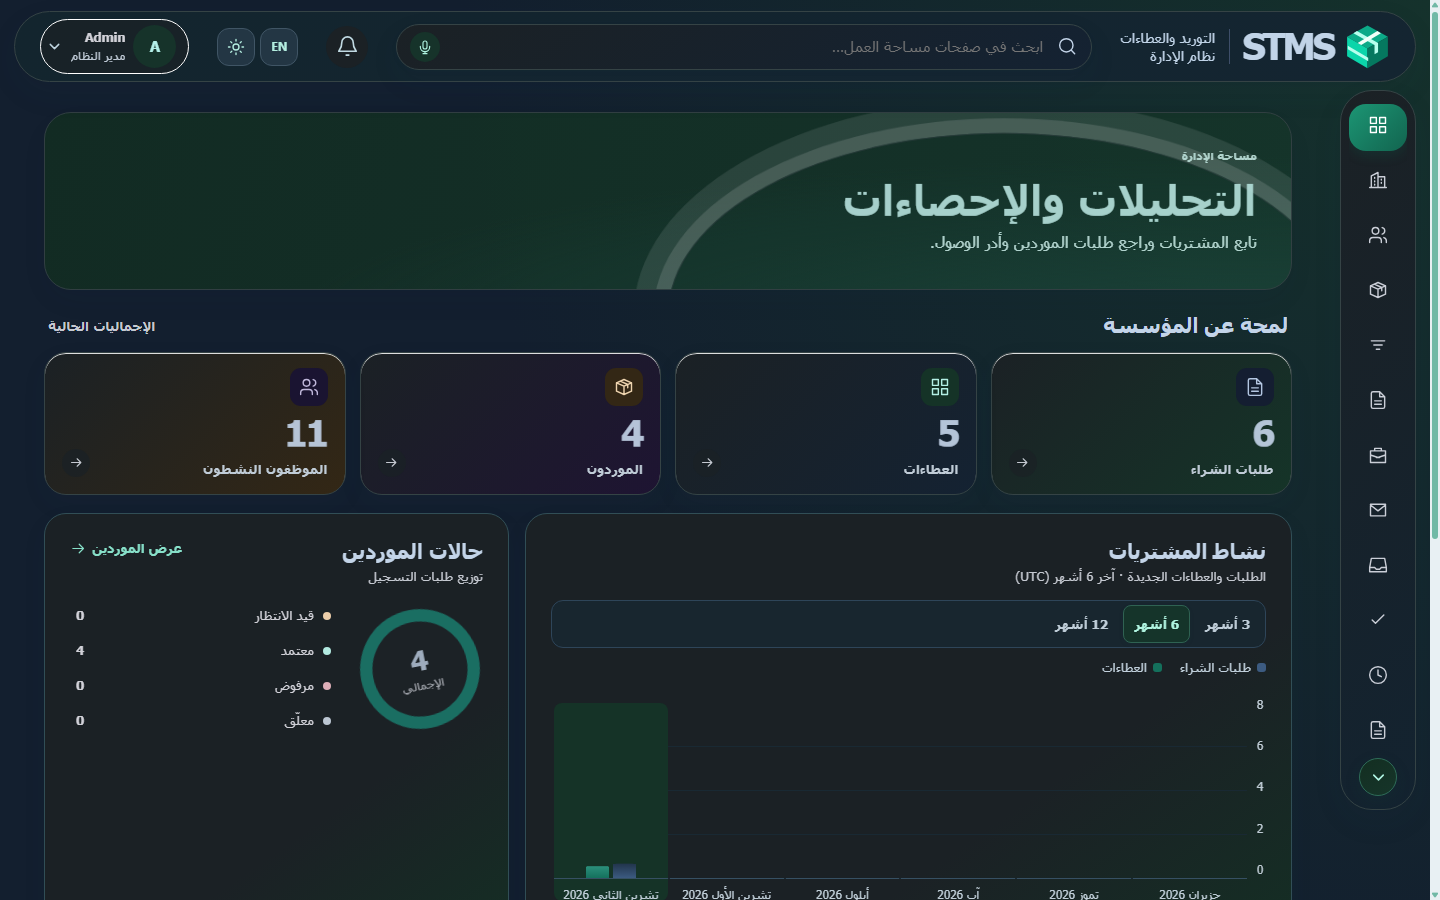 STMS
التوريد والعطاءات
نظام الإدارة
ابحث في صفحات مساحة العمل...
EN
A
Admin
مدير النظام
مساحة الإدارة
التحليلات والإحصاءات
تابع المشتريات وراجع طلبات الموردين وأدر الوصول.
لمحة عن المؤسسة
الإجماليات الحالية
6
طلبات الشراء
5
العطاءات
4
الموردون
11
الموظفون النشطون
نشاط المشتريات
الطلبات والعطاءات الجديدة · آخر 6 أشهر (UTC)
3 أشهر
6 أشهر
12 أشهر
طلبات الشراء
العطاءات
8
6
4
2
0
حزيران 2026
تموز 2026
آب 2026
أيلول 2026
تشرين الأول 2026
تشرين الثاني 2026
حالات الموردين
عرض الموردين
توزيع طلبات التسجيل
4
الإجمالي
قيد الانتظار 0
معتمد 4
مرفوض 0
معلّق 0